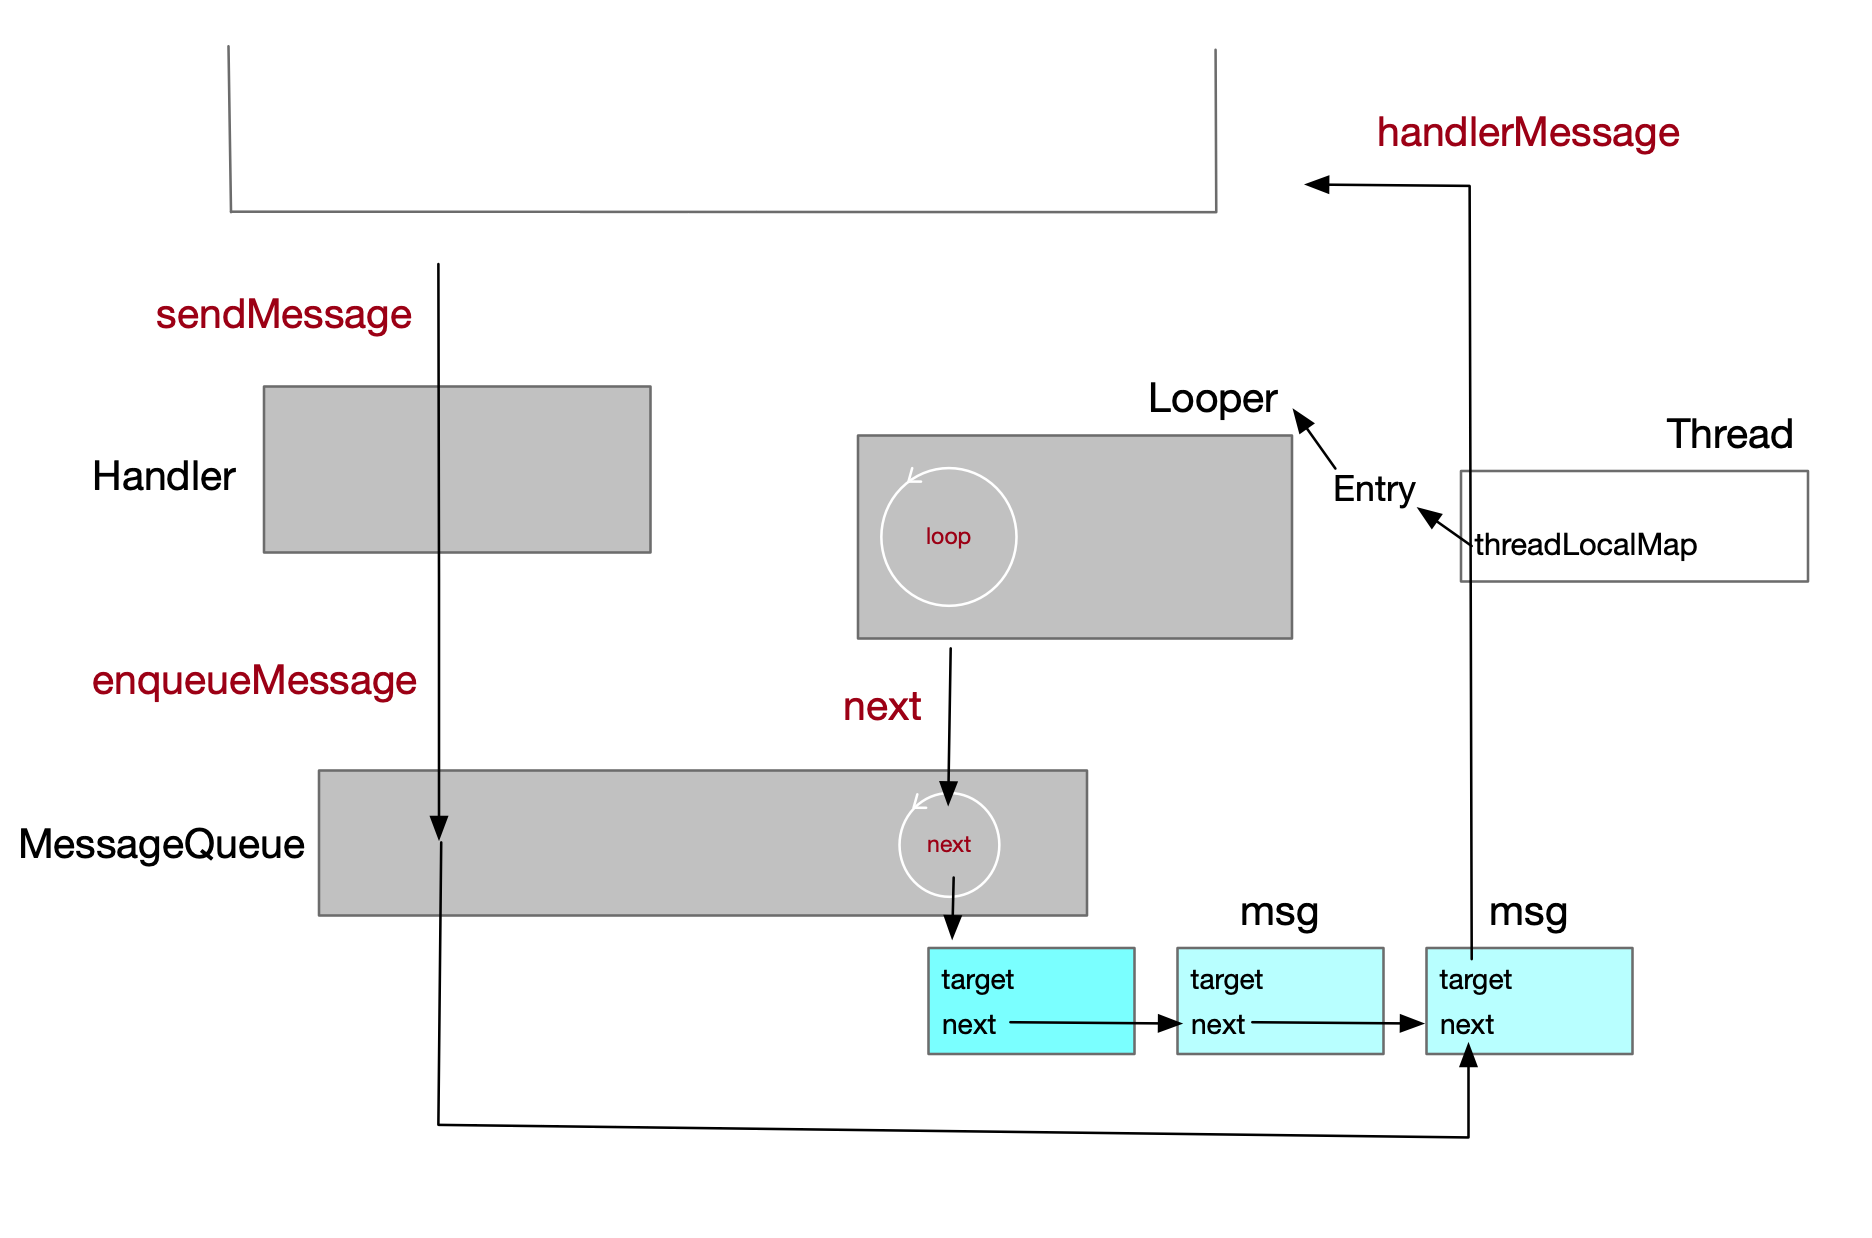 handlerMessage
sendMessage
Looper
Thread
Handler
Entry
loop
threadLocalMap
enqueueMessage
next
MessageQueue
next
msg
msg
target
target
target
next
next
next